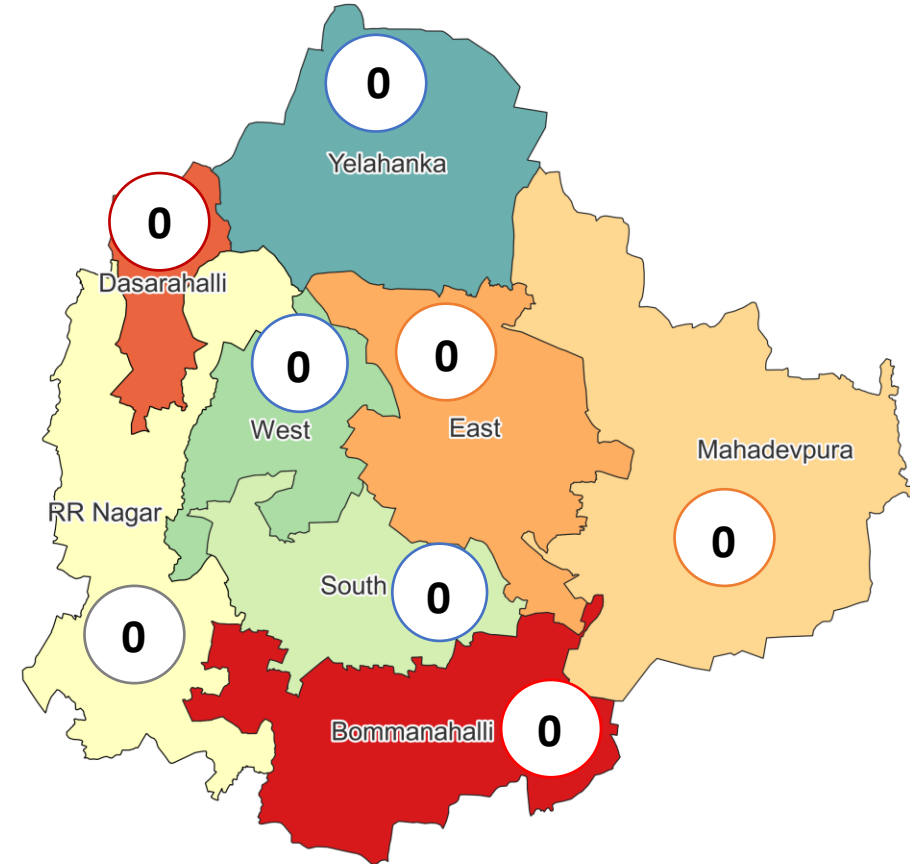 0
Yelahanka
0
Dasarahalli
0
West
0
East
Mahadevpura
0
RR Nagar
South
0
0
Bommanahalli
0